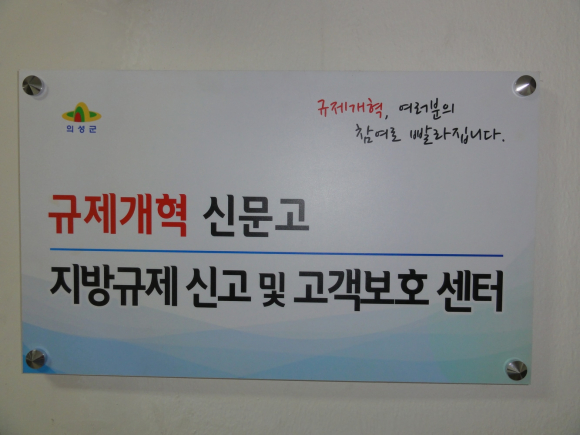 의성군
규제개혁, 여러분의
참여로 빨라집니다.
규제개혁 신문고
지방규제 신고 및 고객보호 센터